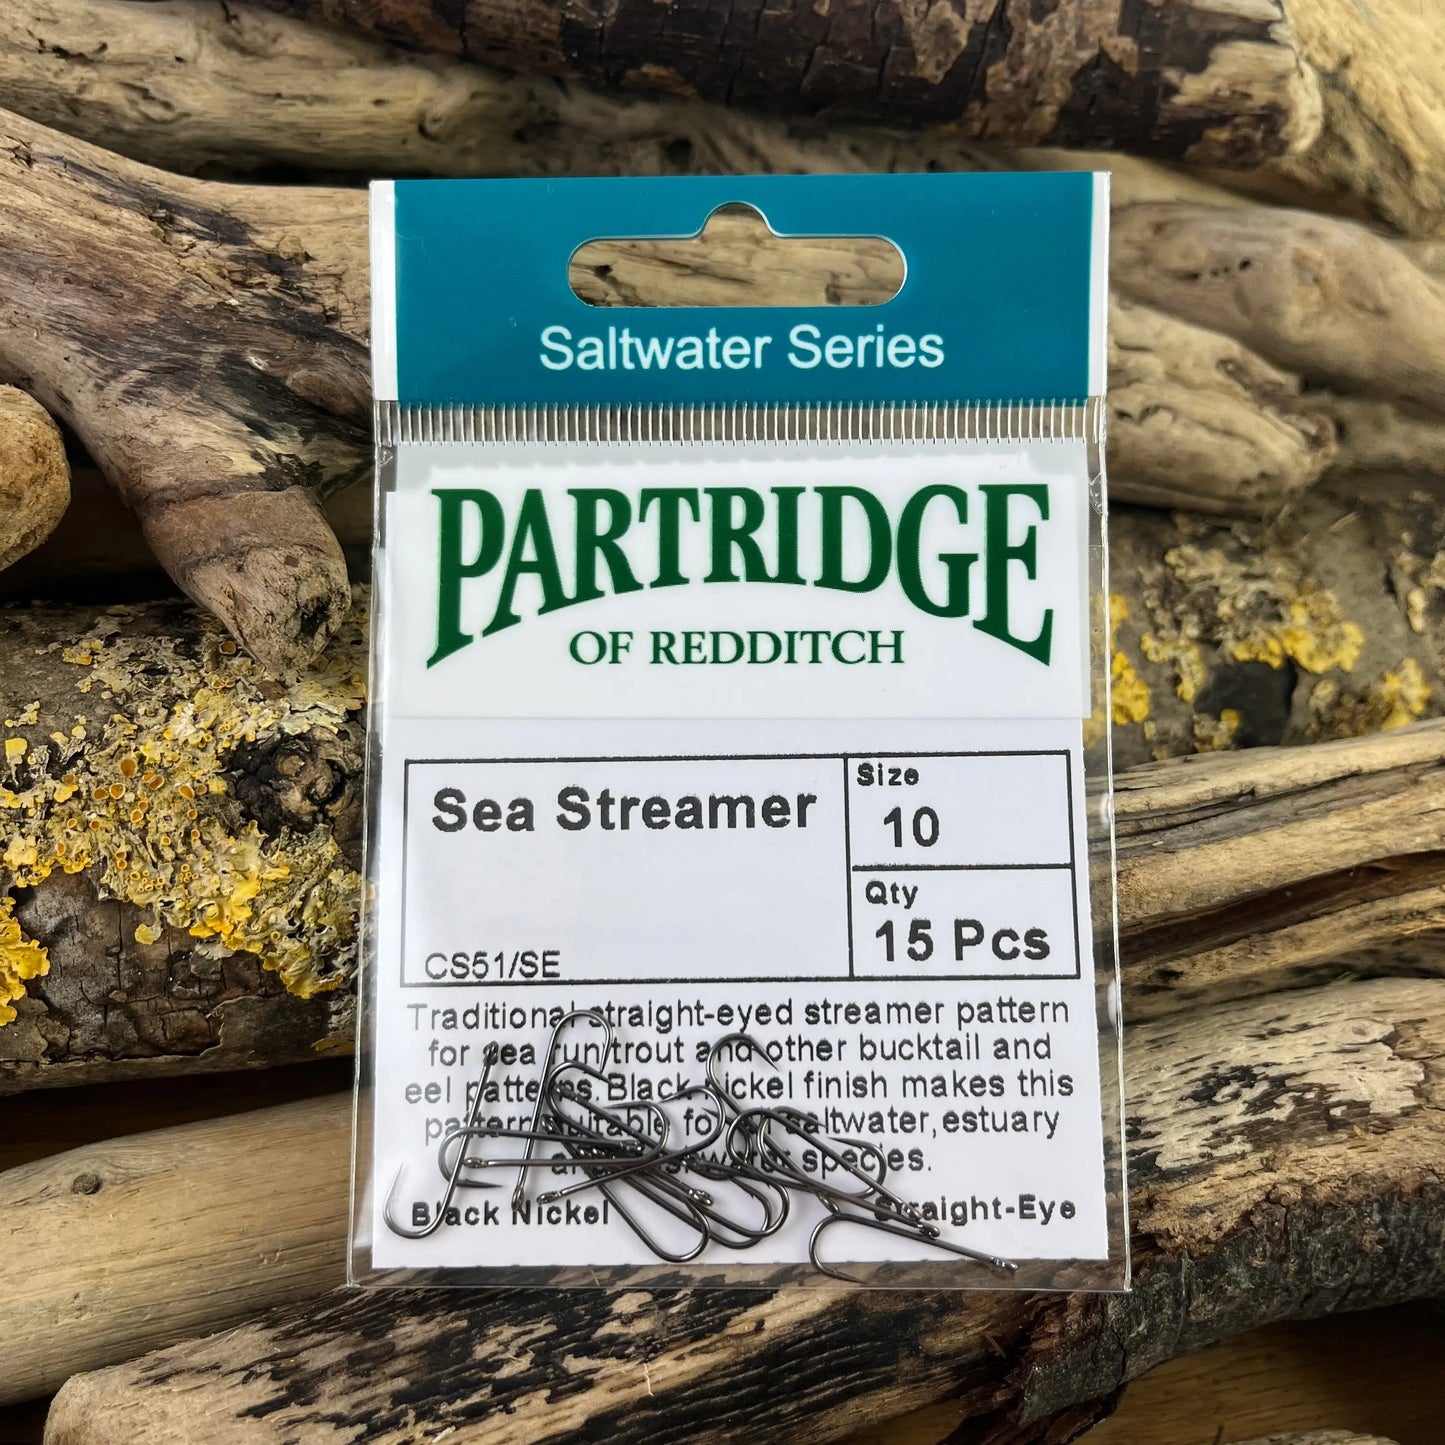 Saltwater Series
PARTRIDGE
OF REDDITCH
Sea Streamer
Size
10
Qty
15 Pcs
CS51/SE
Traditional straight-eyed streamer pattern
for sea run trout and other bucktail and
eel patterns. Black nickel finish makes this
pattern suitable for saltwater, estuary
and species.
Black Nickel
Straight-Eye